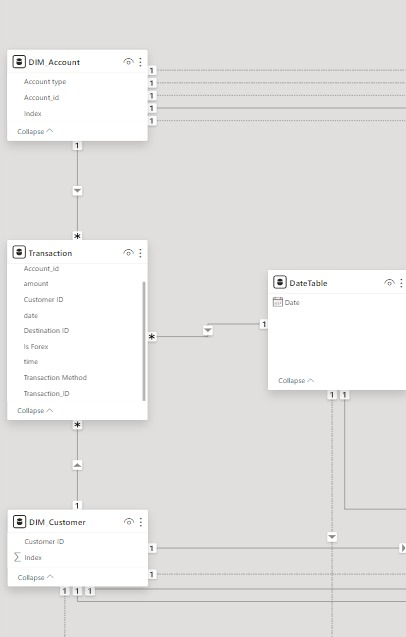 DIM_Account
Account type
Account_id
Index
Collapse
1
1
1
1
1
1
*
Transaction
Account_id
amount
Customer ID
date
Destination ID
Is Forex
time
Transaction Method
Transaction_ID
Collapse
*
1
DateTable
Date
Collapse
1 1
*
1
DIM_Customer
Customer ID
Σ Index
Collapse
1
1
1 1 1